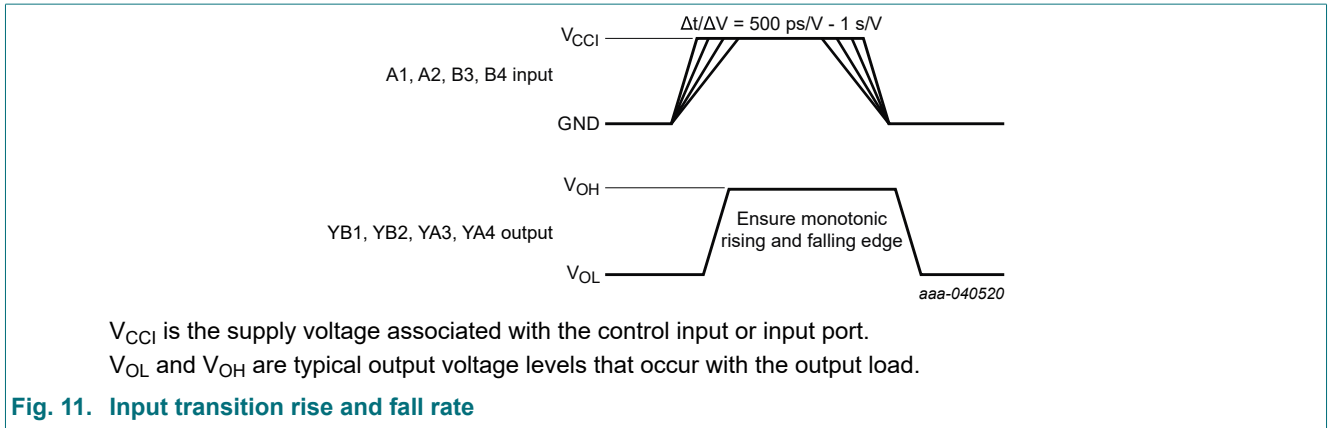 Δt/ΔV = 500 ps/V - 1 s/V
VCCI
A1, A2, B3, B4 input
GND
VOH
YB1, YB2, YA3, YA4 output
Ensure monotonic
rising and falling edge
VOL
aaa-040520
VCCI is the supply voltage associated with the control input or input port.
VOL and VOH are typical output voltage levels that occur with the output load.
Fig. 11. Input transition rise and fall rate